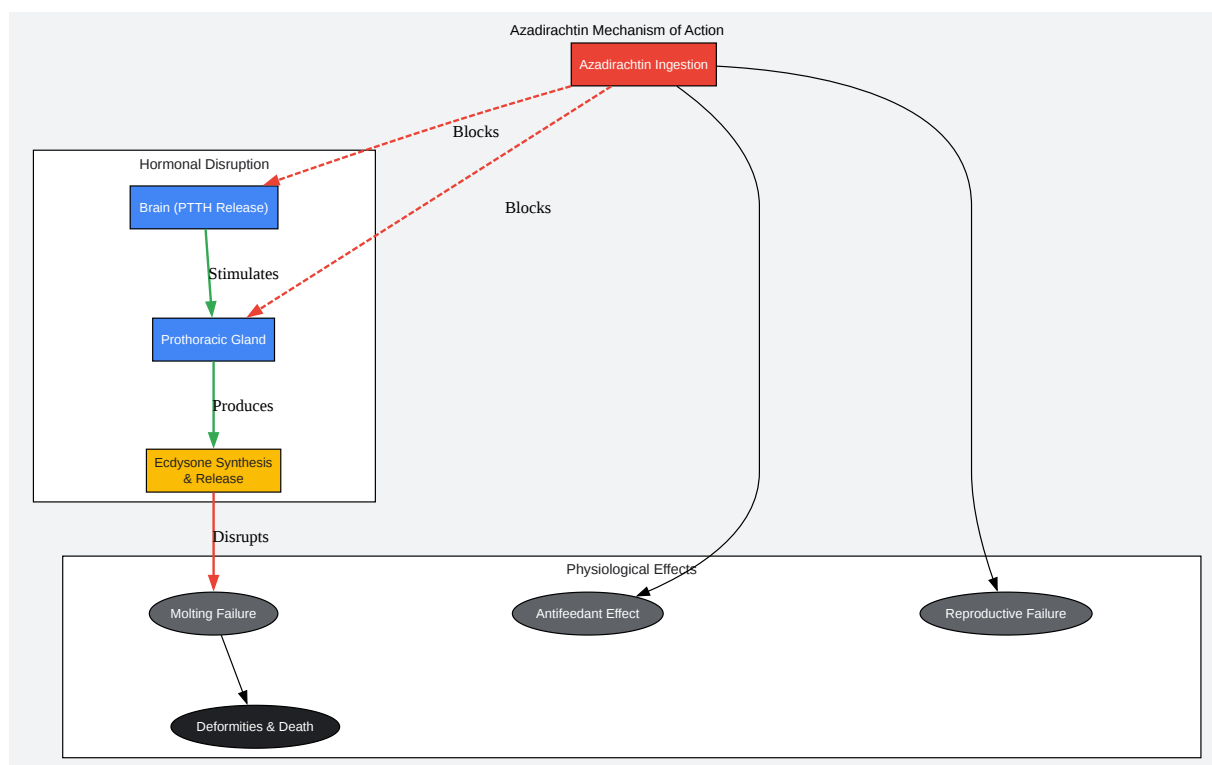 Azadirachtin Mechanism of Action
Azadirachtin Ingestion
Blocks
Hormonal Disruption
Brain (PTTH Release)
Blocks
Stimulates
Prothoracic Gland
Produces
Ecdysone Synthesis
& Release
Disrupts
Physiological Effects
Molting Failure
Antifeedant Effect
Reproductive Failure
Deformities & Death